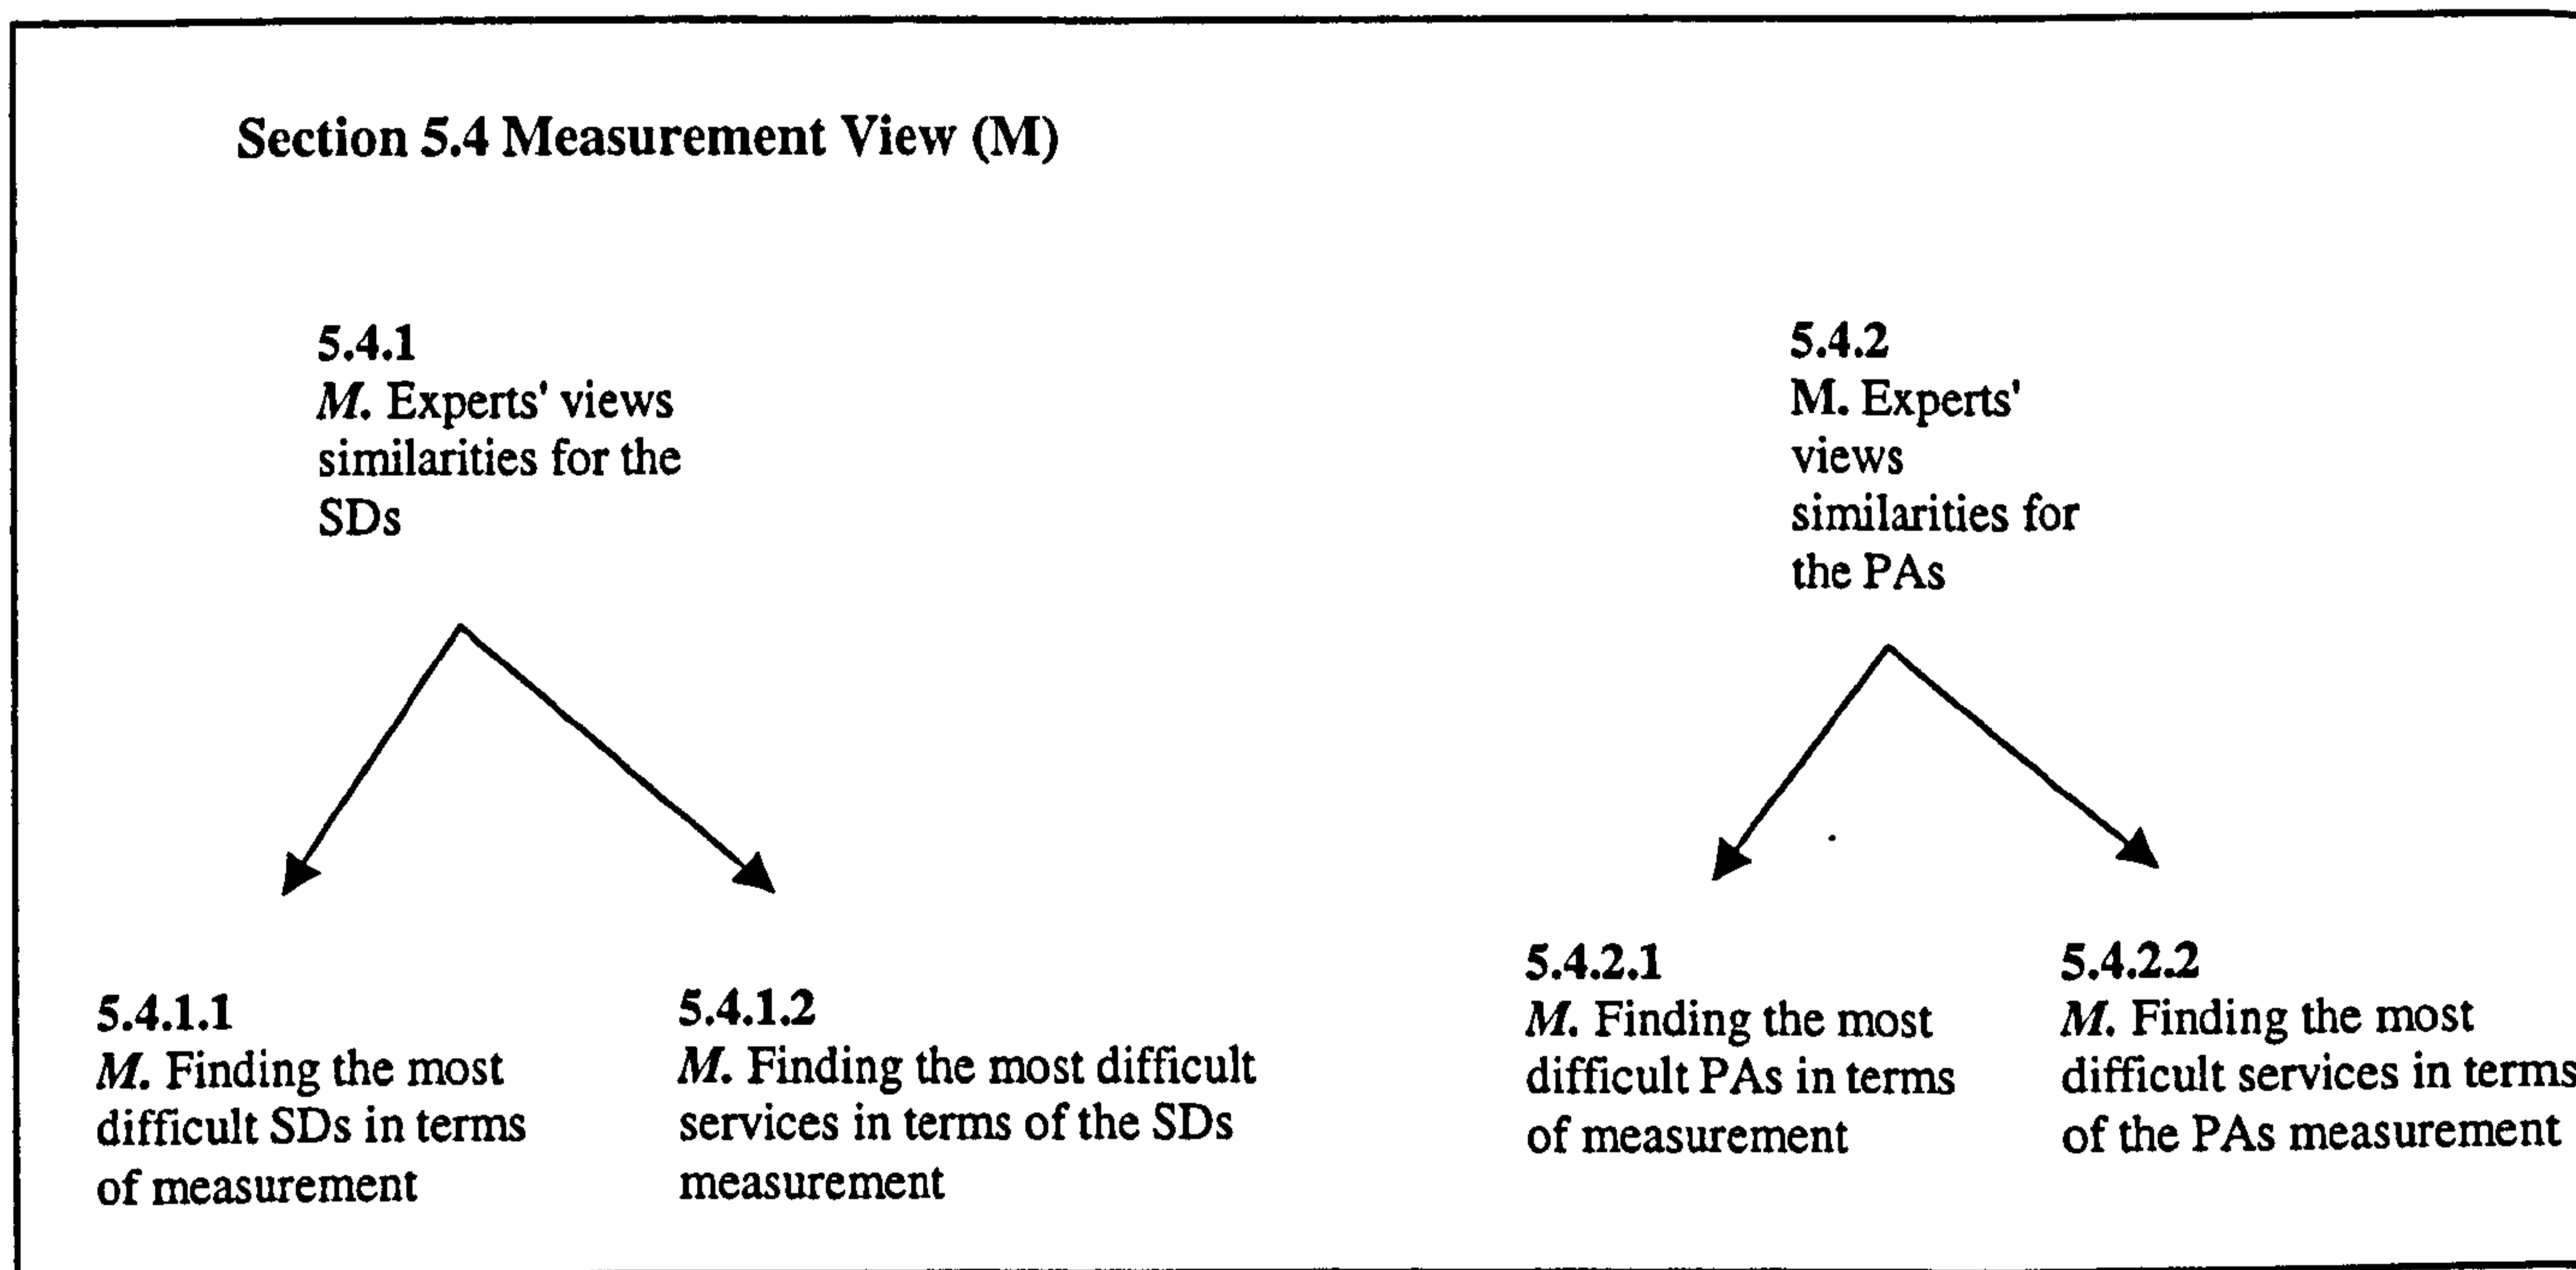 Section 5.4 Measurement View (M)
5.4.1
M. Experts' views
similarities for the
SDs
5.4.2
M. Experts'
views
similarities for
the PAs
5.4.1.1
M. Finding the most
difficult SDs in terms
of measurement
5.4.1.2
M. Finding the most difficult
services in terms of the SDs
measurement
5.4.2.1
M. Finding the most
difficult PAs in terms
of measurement
5.4.2.2
M. Finding the most
difficult services in terms
of the PAs measurement